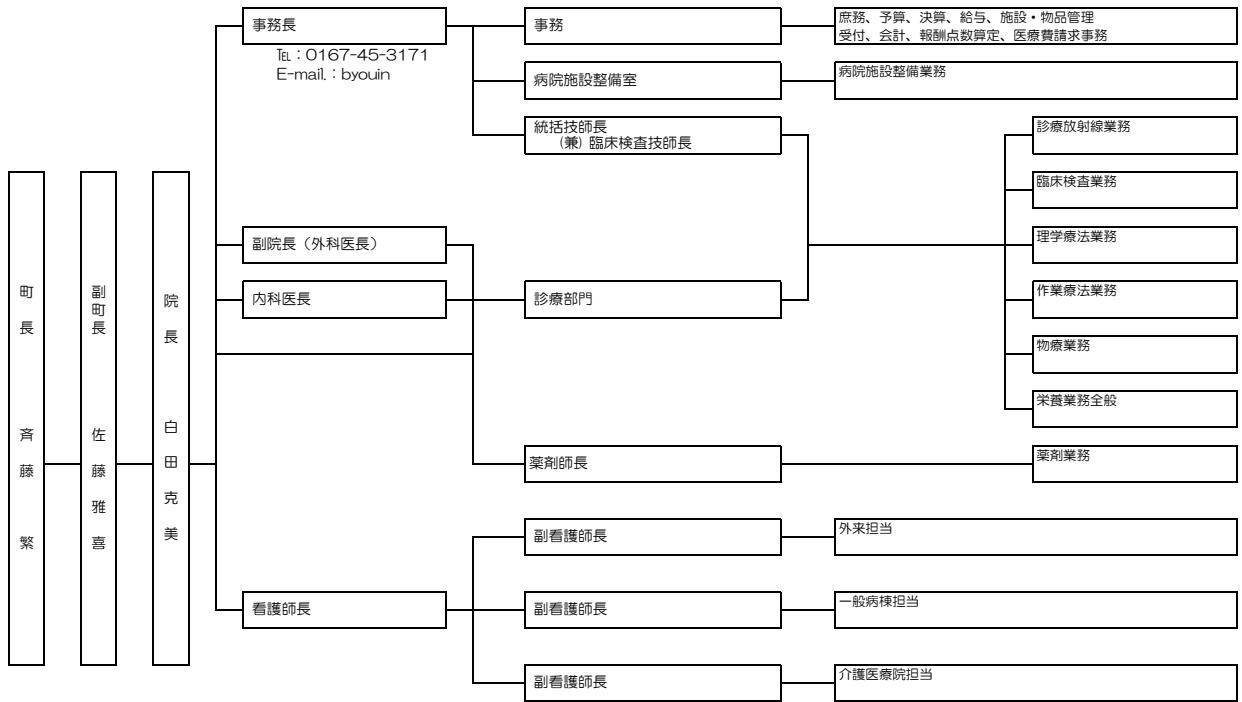 町長 斉藤 繁
副町長 佐藤雅喜
院長 白田克美
事務長
℡：0167-45-3171
E-mail.：byouin
副院長（外科医長）
内科医長
看護師長
事務
病院施設整備室
統括技師長
(兼) 臨床検査技師長
診療部門
薬剤師長
副看護師長
副看護師長
副看護師長
庶務、予算、決算、給与、施設・物品管理
受付、会計、報酬点数算定、医療費請求事務
病院施設整備業務
診療放射線業務
臨床検査業務
理学療法業務
作業療法業務
物療業務
栄養業務全般
薬剤業務
外来担当
一般病棟担当
介護医療院担当